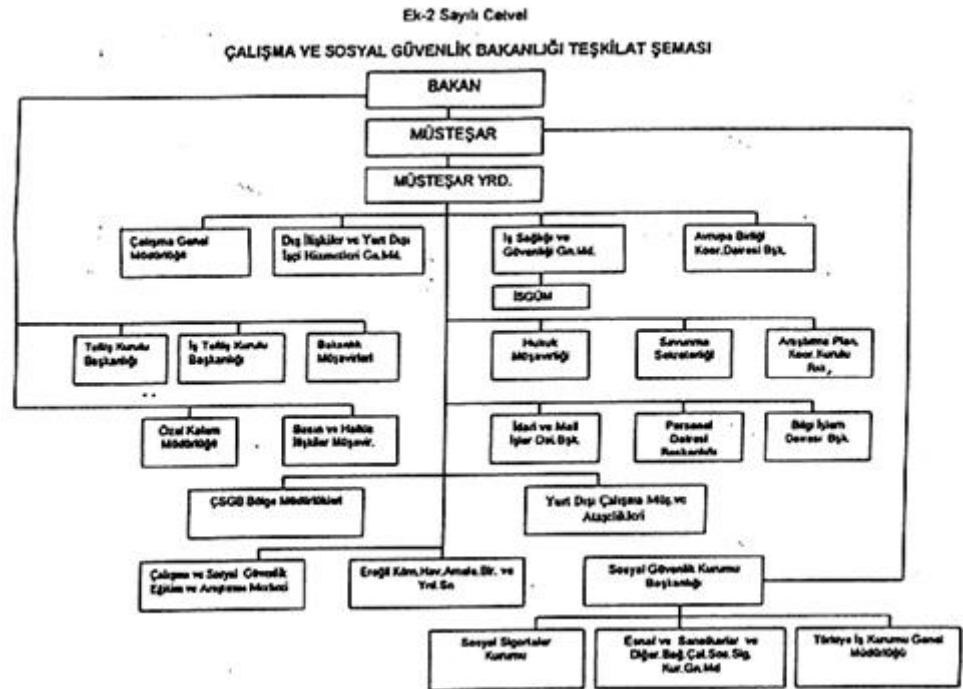 Ek-2 Sayılı Cetvel
ÇALIŞMA VE SOSYAL GÜVENLİK BAKANLIĞI TEŞKİLAT ŞEMASI
BAKAN
MÜSTEŞAR
MÜSTEŞAR YRD.
Çalışma Genel
Müdürlüğü
Dış İlişkiler ve Yurt Dışı
İşçi Hizmetleri Gn.Md.
İş Sağlığı ve
Güvenliği Gn.Md.
Avrupa Birliği
Koor.Dairesi Bşk.
İSGÜM
Teftiş Kurulu
Başkanlığı
İş Teftiş Kurulu
Başkanlığı
Bakanlık
Müşavirleri
Hukuk
Müşavirliği
Savunma
Sekreterliği
Araştırma Plan.
Koor.Kurulu
Özel Kalem
Müdürlüğü
Basın ve Halkla
İlişkiler Müşavir.
İdari ve Mali
İşler Dai.Bşk.
Personel
Dairesi
Başkanlığı
Bilgi İşlem
Dairesi Bşk.
ÇSGB Bölge Müdürlükleri
Yurt Dışı Çalışma Müş.ve
Ataşelikleri
Çalışma ve Sosyal Güvenlik
Eğitim ve Araştırma Merkezi
Ereğli Köm.Hav.Amele.Bir. ve
Yrd.Sn
Sosyal Güvenlik Kurumu
Başkanlığı
Sosyal Sigortalar
Kurumu
Esnaf ve Sanatkarlar ve
Diğer.Bağ.Çal.Sos.Sig.
Kur.Gn.Md
Türkiye İş Kurumu Genel
Müdürlüğü